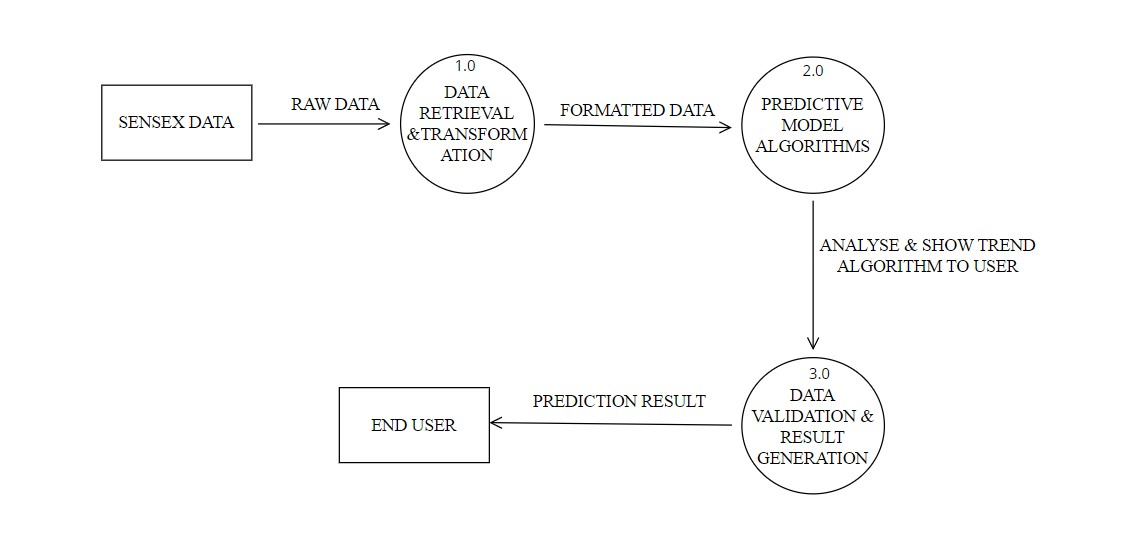 SENSEX DATA
RAW DATA
1.0
DATA
RETRIEVAL
&TRANSFORM
ATION
FORMATTED DATA
2.0
PREDICTIVE
MODEL
ALGORITHMS
ANALYSE & SHOW TREND
ALGORITHM TO USER
3.0
DATA
VALIDATION &
RESULT
GENERATION
PREDICTION RESULT
END USER